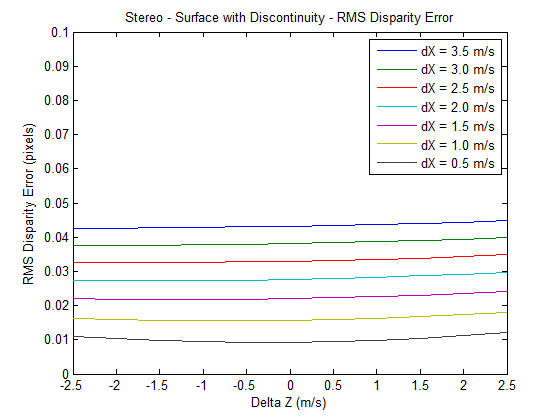 Stereo - Surface with Discontinuity - RMS Disparity Error
RMS Disparity Error (pixels)
0.1
0.09
0.08
0.07
0.06
0.05
0.04
0.03
0.02
0.01
0
dX = 3.5 m/s
dX = 3.0 m/s
dX = 2.5 m/s
dX = 2.0 m/s
dX = 1.5 m/s
dX = 1.0 m/s
dX = 0.5 m/s
-2.5 -2 -1.5 -1 -0.5 0 0.5 1 1.5 2 2.5
Delta Z (m/s)